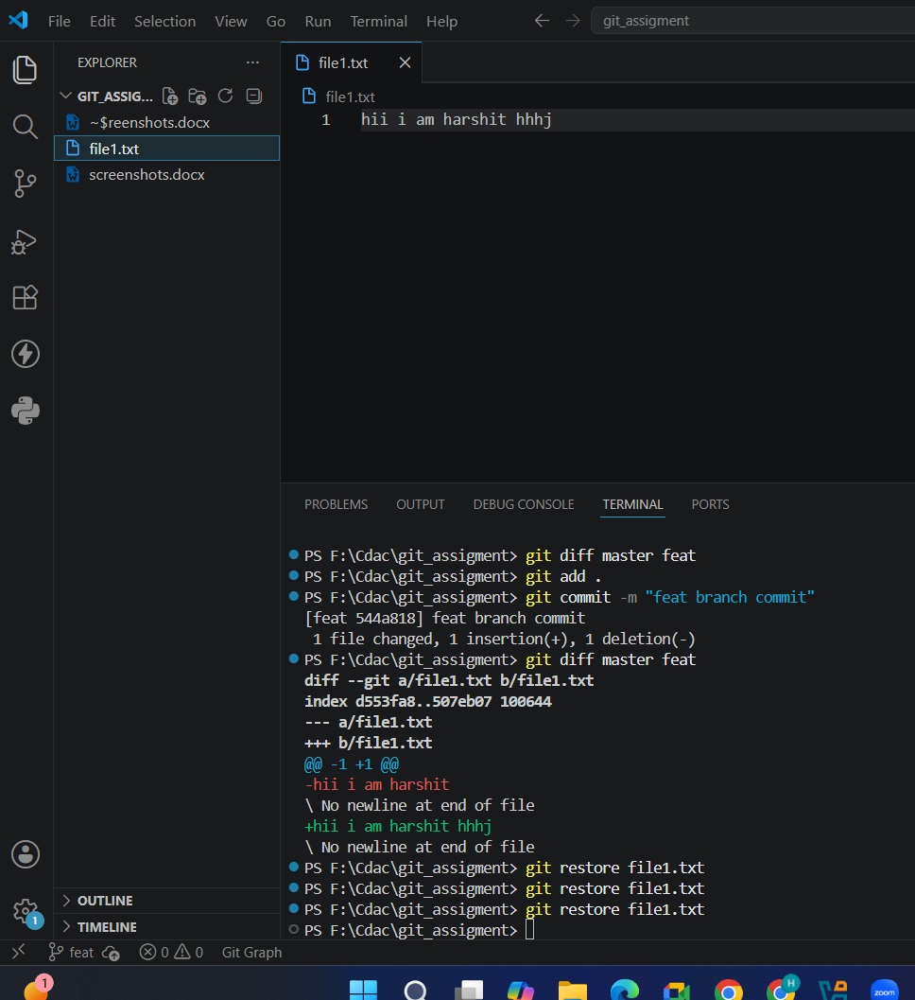 File Edit Selection View Go Run Terminal Help git_assigment
EXPLORER
GIT_ASSIG...
~$reenshots.docx
file1.txt
screenshots.docx
OUTLINE
TIMELINE
file1.txt
file1.txt
1 hii i am harshit hhhj
PROBLEMS OUTPUT DEBUG CONSOLE TERMINAL PORTS
PS F:\Cdac\git_assigment> git diff master feat
PS F:\Cdac\git_assigment> git add .
PS F:\Cdac\git_assigment> git commit -m "feat branch commit"
[feat 544a818] feat branch commit
1 file changed, 1 insertion(+), 1 deletion(-)
PS F:\Cdac\git_assigment> git diff master feat
diff --git a/file1.txt b/file1.txt
index d553fa8..507eb07 100644
--- a/file1.txt
+++ b/file1.txt
@@ -1 +1 @@
-hii i am harshit
\ No newline at end of file
+hii i am harshit hhhj
\ No newline at end of file
PS F:\Cdac\git_assigment> git restore file1.txt
PS F:\Cdac\git_assigment> git restore file1.txt
PS F:\Cdac\git_assigment> git restore file1.txt
PS F:\Cdac\git_assigment>
1
feat 0 0 Git Graph
1
H
zoom